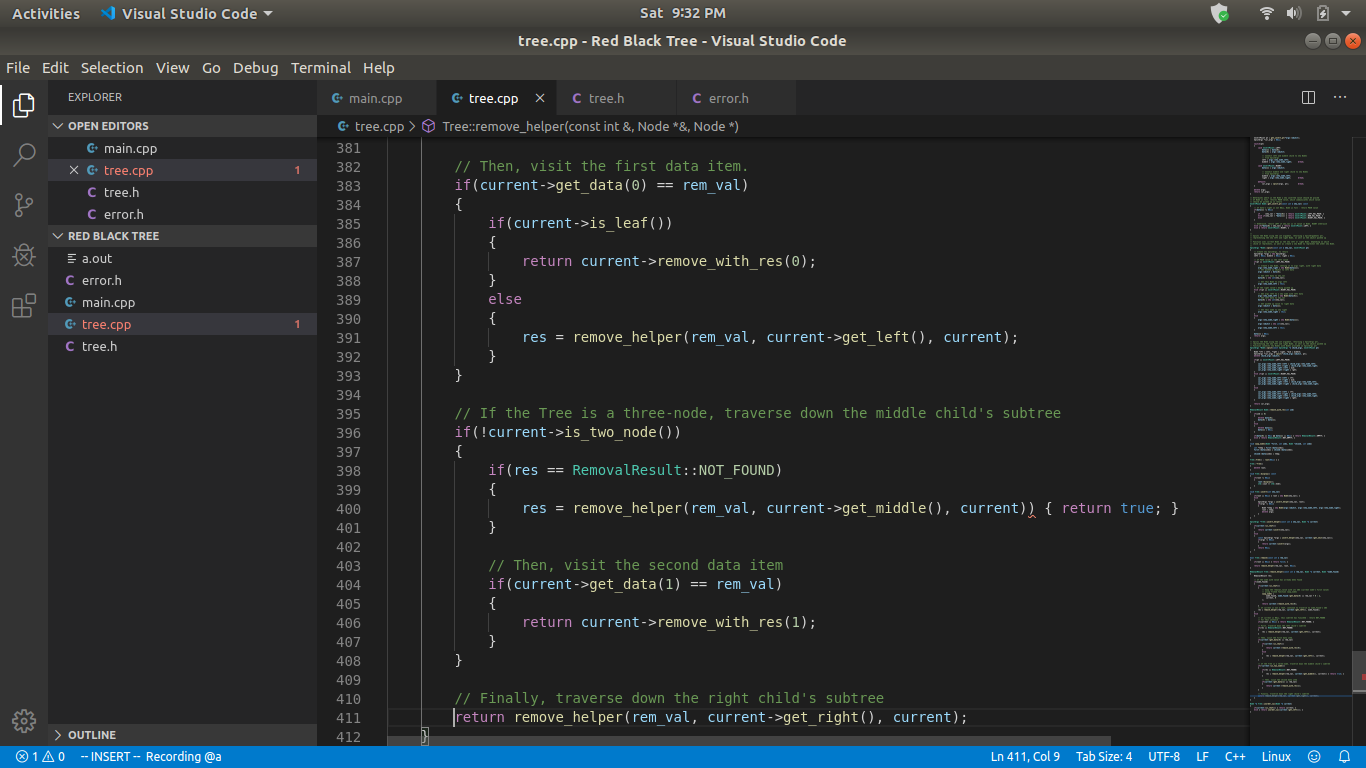 Activities Visual Studio Code Sat 9:32 PM
tree.cpp - Red Black Tree - Visual Studio Code
File Edit Selection View Go Debug Terminal Help
EXPLORER
OPEN EDITORS
main.cpp
tree.cpp 1
tree.h
error.h
RED BLACK TREE
a.out
error.h
main.cpp
tree.cpp 1
tree.h
OUTLINE
main.cpp tree.cpp tree.h error.h
tree.cpp > Tree::remove_helper(const int &, Node *&, Node *)
381
382 // Then, visit the first data item.
383 if(current->get_data(0) == rem_val)
384 {
385 if(current->is_leaf())
386 {
387 return current->remove_with_res(0);
388 }
389 else
390 {
391 res = remove_helper(rem_val, current->get_left(), current);
392 }
393 }
394
395 // If the Tree is a three-node, traverse down the middle child's subtree
396 if(!current->is_two_node())
397 {
398 if(res == RemovalResult::NOT_FOUND)
399 {
400 res = remove_helper(rem_val, current->get_middle(), current)) { return true; }
401 }
402
403 // Then, visit the second data item
404 if(current->get_data(1) == rem_val)
405 {
406 return current->remove_with_res(1);
407 }
408 }
409
410 // Finally, traverse down the right child's subtree
411 return remove_helper(rem_val, current->get_right(), current);
412 }
1 0 -- INSERT -- Recording @a Ln 411, Col 9 Tab Size: 4 UTF-8 LF C++ Linux